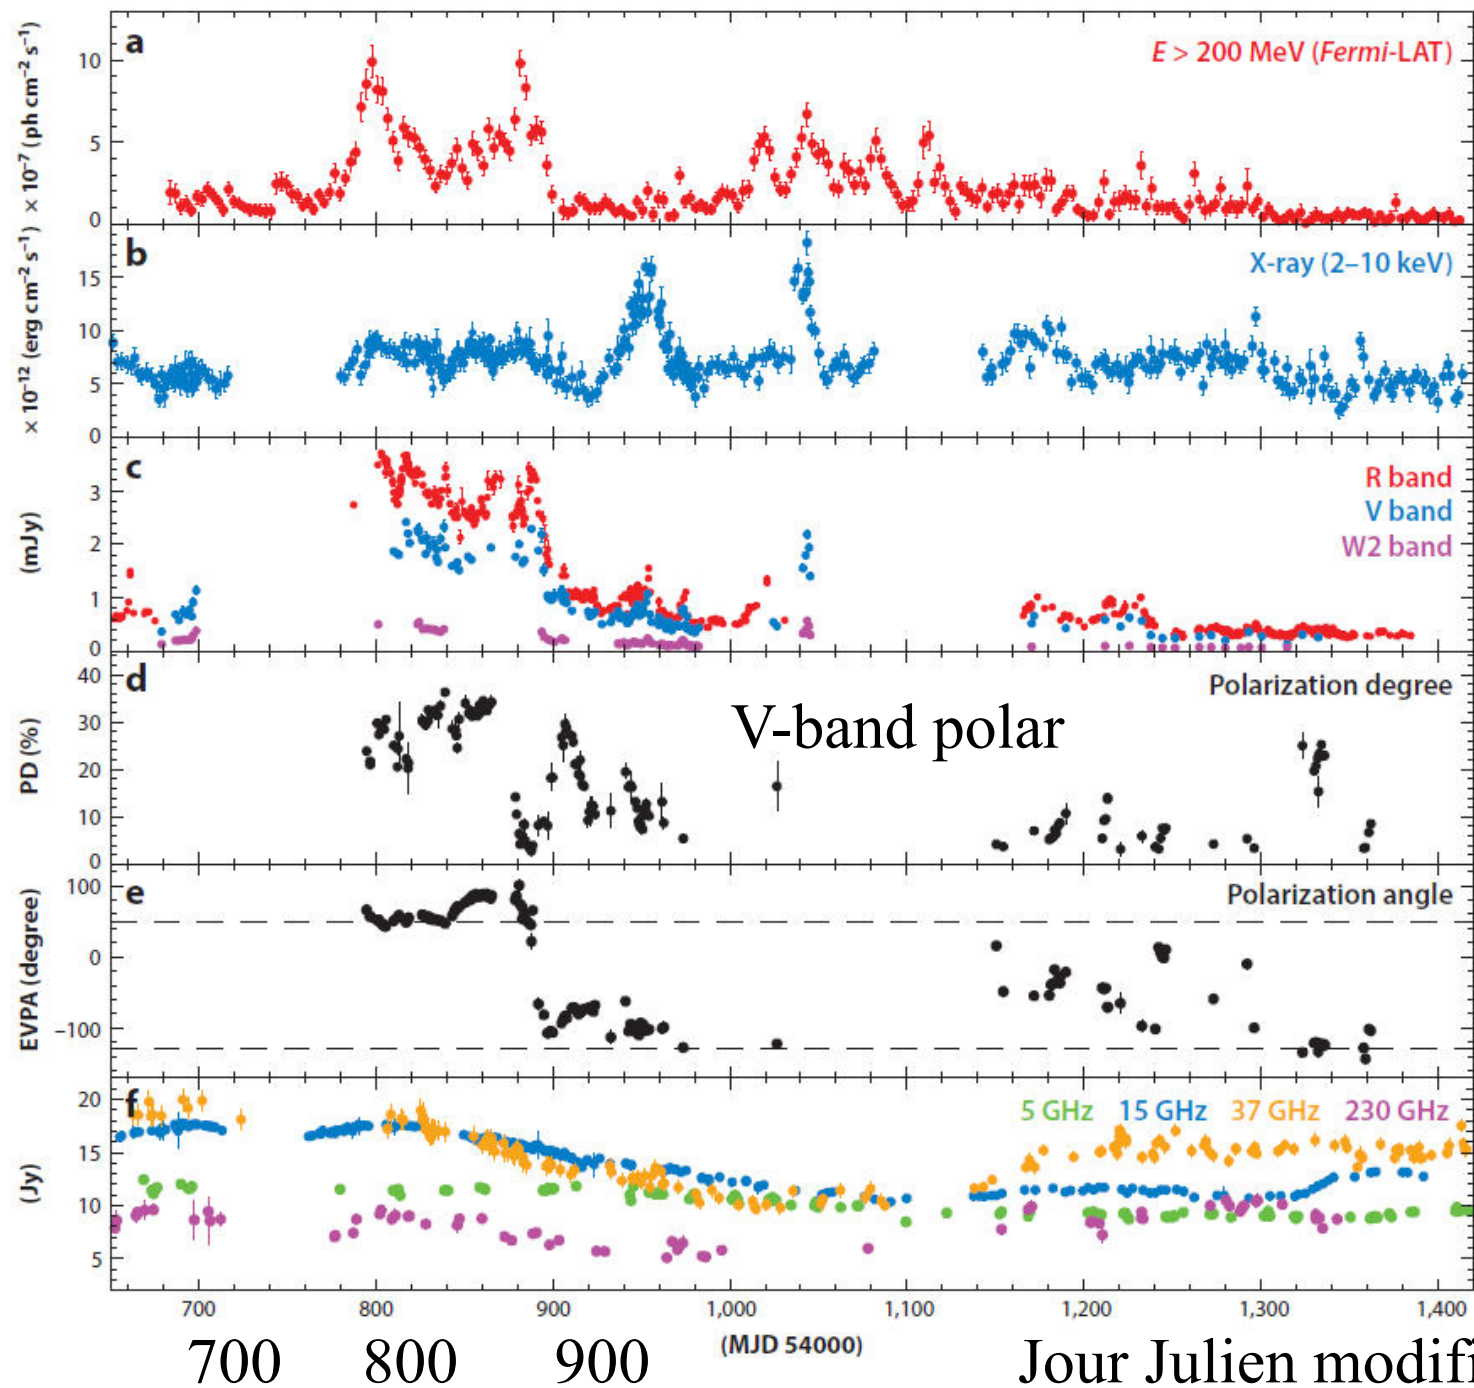 a
E > 200 MeV (Fermi-LAT)
× 10⁻⁷ (ph cm⁻² s⁻¹)
10
5
0
b
X-ray (2–10 keV)
× 10⁻¹² (erg cm⁻² s⁻¹)
15
10
5
0
c
R band
V band
W2 band
(mJy)
3
2
1
0
d
Polarization degree
V-band polar
PD (%)
40
30
20
10
0
e
Polarization angle
EVPA (degree)
100
0
–100
f
5 GHz 15 GHz 37 GHz 230 GHz
(Jy)
20
15
10
5
700 800 900 1,000 1,100 1,200 1,300 1,400
(MJD 54000)
700 800 900 Jour Julien modifi